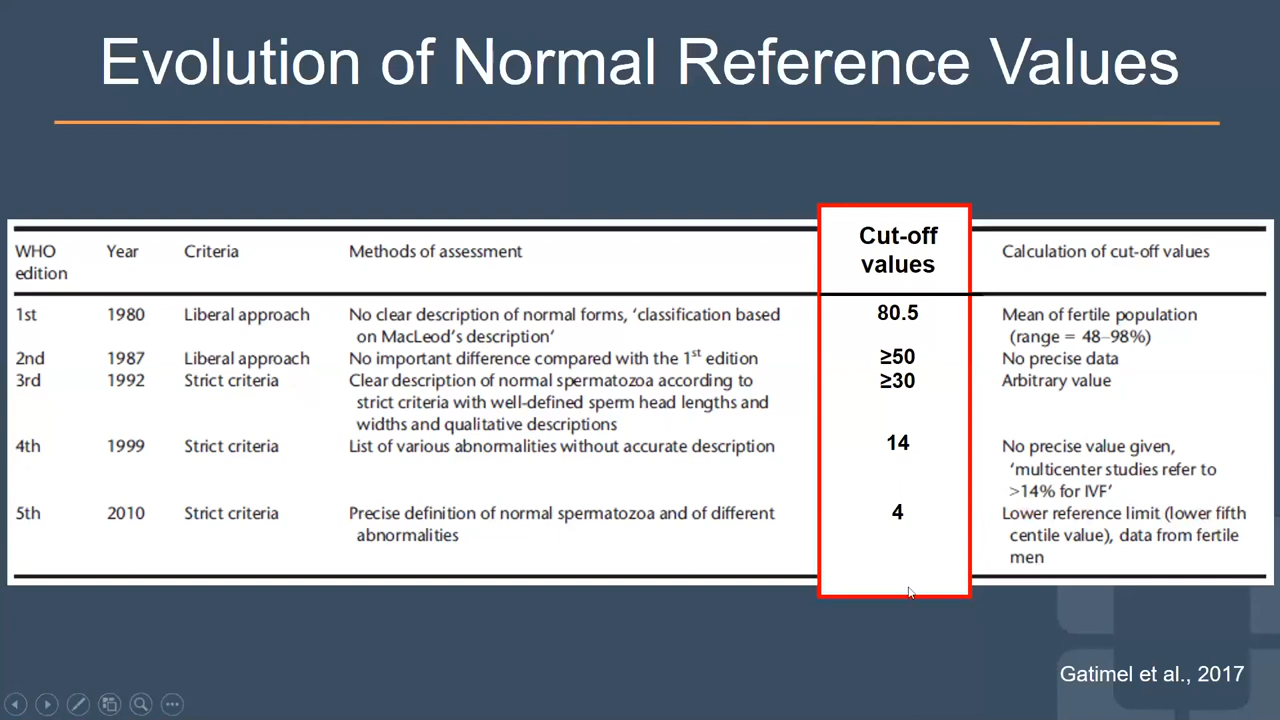 Evolution of Normal Reference Values
WHO edition Year Criteria Methods of assessment Cut-off values Calculation of cut-off values
1st 1980 Liberal approach No clear description of normal forms, ‘classification based 80.5 Mean of fertile population
on MacLeod’s description‘ (range = 48–98%)
2nd 1987 Liberal approach No important difference compared with the 1st edition ≥50 No precise data
3rd 1992 Strict criteria Clear description of normal spermatozoa according to ≥30 Arbitrary value
strict criteria with well-defined sperm head lengths and
widths and qualitative descriptions
4th 1999 Strict criteria List of various abnormalities without accurate description 14 No precise value given,
‘multicenter studies refer to
>14% for IVF’
5th 2010 Strict criteria Precise definition of normal spermatozoa and of different 4 Lower reference limit (lower fifth
abnormalities centile value), data from fertile
men
Gatimel et al., 2017